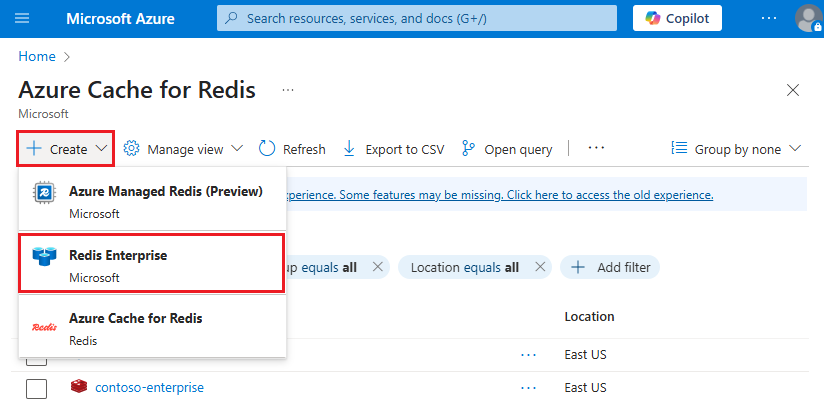 Microsoft Azure
Search resources, services, and docs (G+/)
Copilot
Home
Azure Cache for Redis
Microsoft
Create
Manage view
Refresh
Export to CSV
Open query
Group by none
Azure Managed Redis (Preview)
Microsoft
perience. Some features may be missing. Click here to access the old experience.
Redis Enterprise
Microsoft
up equals all
Location equals all
Add filter
Azure Cache for Redis
Redis
Redis
Location
East US
contoso-enterprise
East US